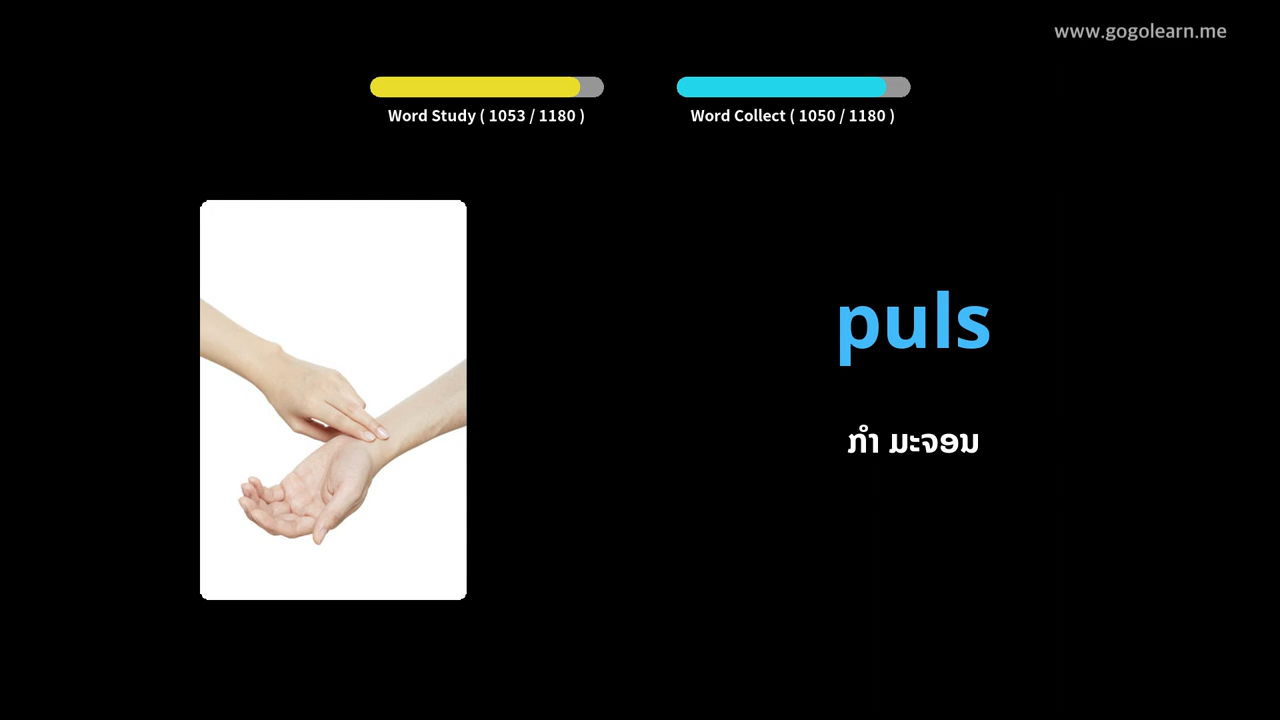 www.gogolearn.me
Word Study ( 1053 / 1180 )
Word Collect ( 1050 / 1180 )
puls
ກຳ ມະຈອນ